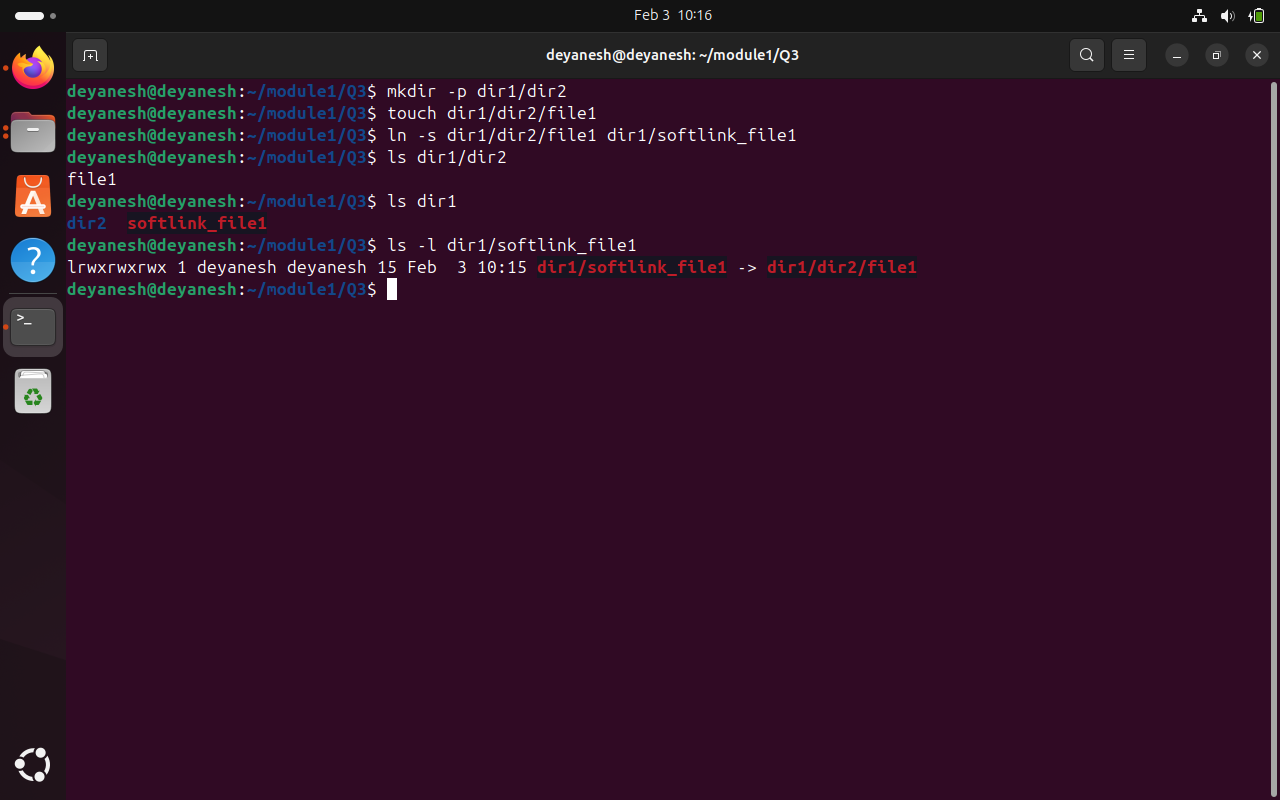 Feb 3 10:16
deyanesh@deyanesh: ~/module1/Q3
deyanesh@deyanesh:~/module1/Q3$ mkdir -p dir1/dir2
deyanesh@deyanesh:~/module1/Q3$ touch dir1/dir2/file1
deyanesh@deyanesh:~/module1/Q3$ ln -s dir1/dir2/file1 dir1/softlink_file1
deyanesh@deyanesh:~/module1/Q3$ ls dir1/dir2
file1
deyanesh@deyanesh:~/module1/Q3$ ls dir1
dir2  softlink_file1
deyanesh@deyanesh:~/module1/Q3$ ls -l dir1/softlink_file1
lrwxrwxrwx 1 deyanesh deyanesh 15 Feb  3 10:15 dir1/softlink_file1 -> dir1/dir2/file1
deyanesh@deyanesh:~/module1/Q3$